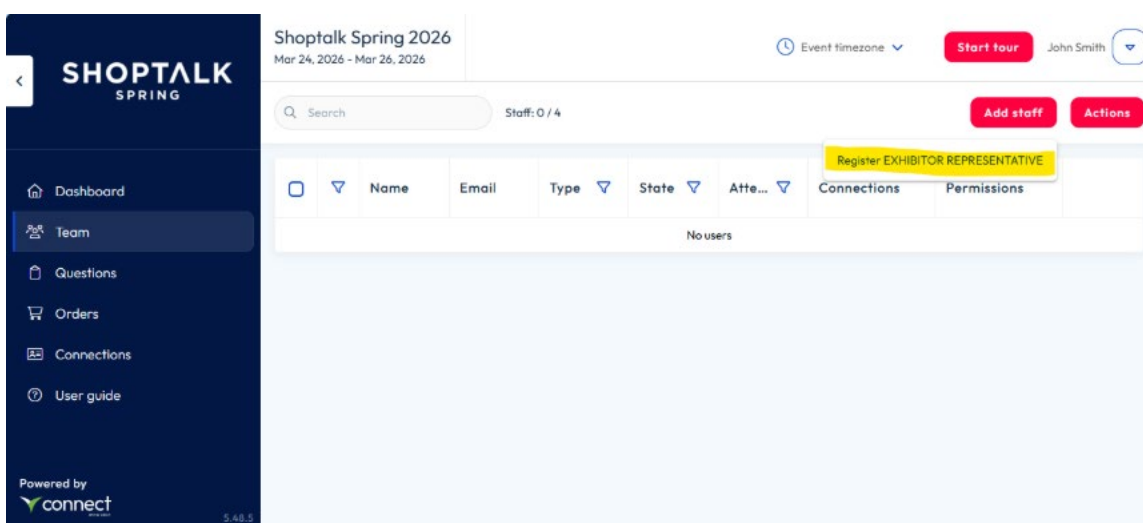 SHOPTALK
SPRING
Dashboard
Team
Questions
Orders
Connections
User guide
Powered by
connect
5.48.5
Shoptalk Spring 2026
Mar 24, 2026 - Mar 26, 2026
Event timezone
Start tour
John Smith
Search
Staff: 0 / 4
Add staff
Actions
Register EXHIBITOR REPRESENTATIVE
Name Email Type State Atte... Connections Permissions
No users